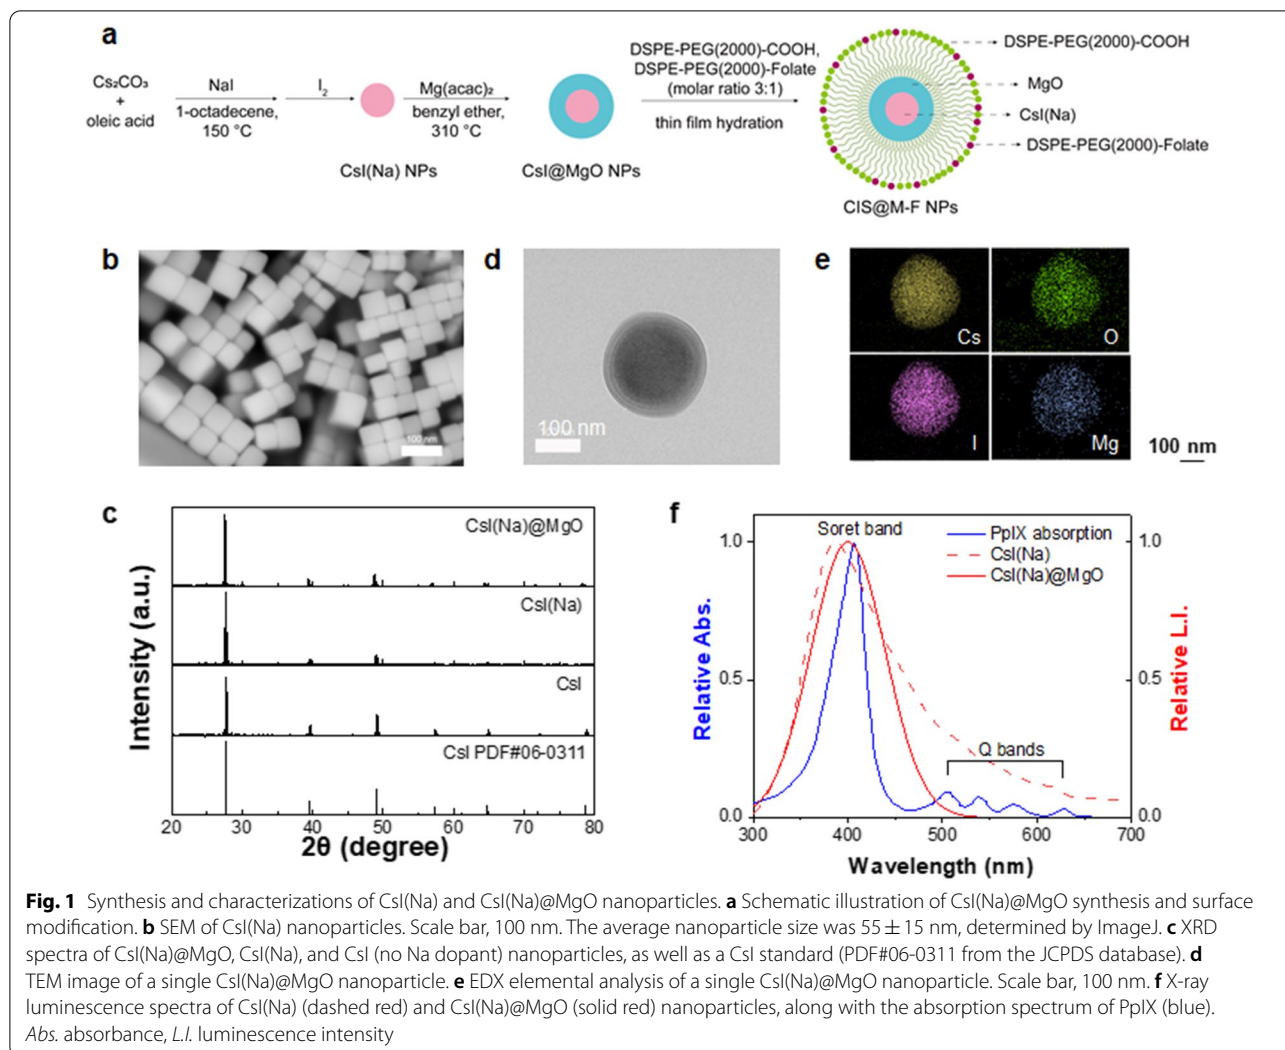 a
Cs₂CO₃
+
oleic acid
NaI
1-octadecene,
150 °C
I₂
Mg(acac)₂
benzyl ether,
310 °C
DSPE-PEG(2000)-COOH,
DSPE-PEG(2000)-Folate
(molar ratio 3:1)
thin film hydration
DSPE-PEG(2000)-COOH
MgO
CsI(Na)
DSPE-PEG(2000)-Folate
CsI(Na) NPs
CsI@MgO NPs
CIS@M-F NPs
b
100 nm
d
100 nm
e
Cs
O
I
Mg
100 nm
c
CsI(Na)@MgO
CsI(Na)
CsI
CsI PDF#06-0311
Intensity (a.u.)
20 30 40 50 60 70 80
2θ (degree)
f
Soret band
PpIX absorption
CsI(Na)
CsI(Na)@MgO
Q bands
1.0
0.5
0.0
Relative Abs.
1.0
0.5
0.0
Relative L.I.
300 400 500 600 700
Wavelength (nm)
Fig. 1 Synthesis and characterizations of CsI(Na) and CsI(Na)@MgO nanoparticles. a Schematic illustration of CsI(Na)@MgO synthesis and surface
modification. b SEM of CsI(Na) nanoparticles. Scale bar, 100 nm. The average nanoparticle size was 55 ± 15 nm, determined by ImageJ. c XRD
spectra of CsI(Na)@MgO, CsI(Na), and CsI (no Na dopant) nanoparticles, as well as a CsI standard (PDF#06-0311 from the JCPDS database). d
TEM image of a single CsI(Na)@MgO nanoparticle. e EDX elemental analysis of a single CsI(Na)@MgO nanoparticle. Scale bar, 100 nm. f X-ray
luminescence spectra of CsI(Na) (dashed red) and CsI(Na)@MgO (solid red) nanoparticles, along with the absorption spectrum of PpIX (blue).
Abs. absorbance, L.I. luminescence intensity